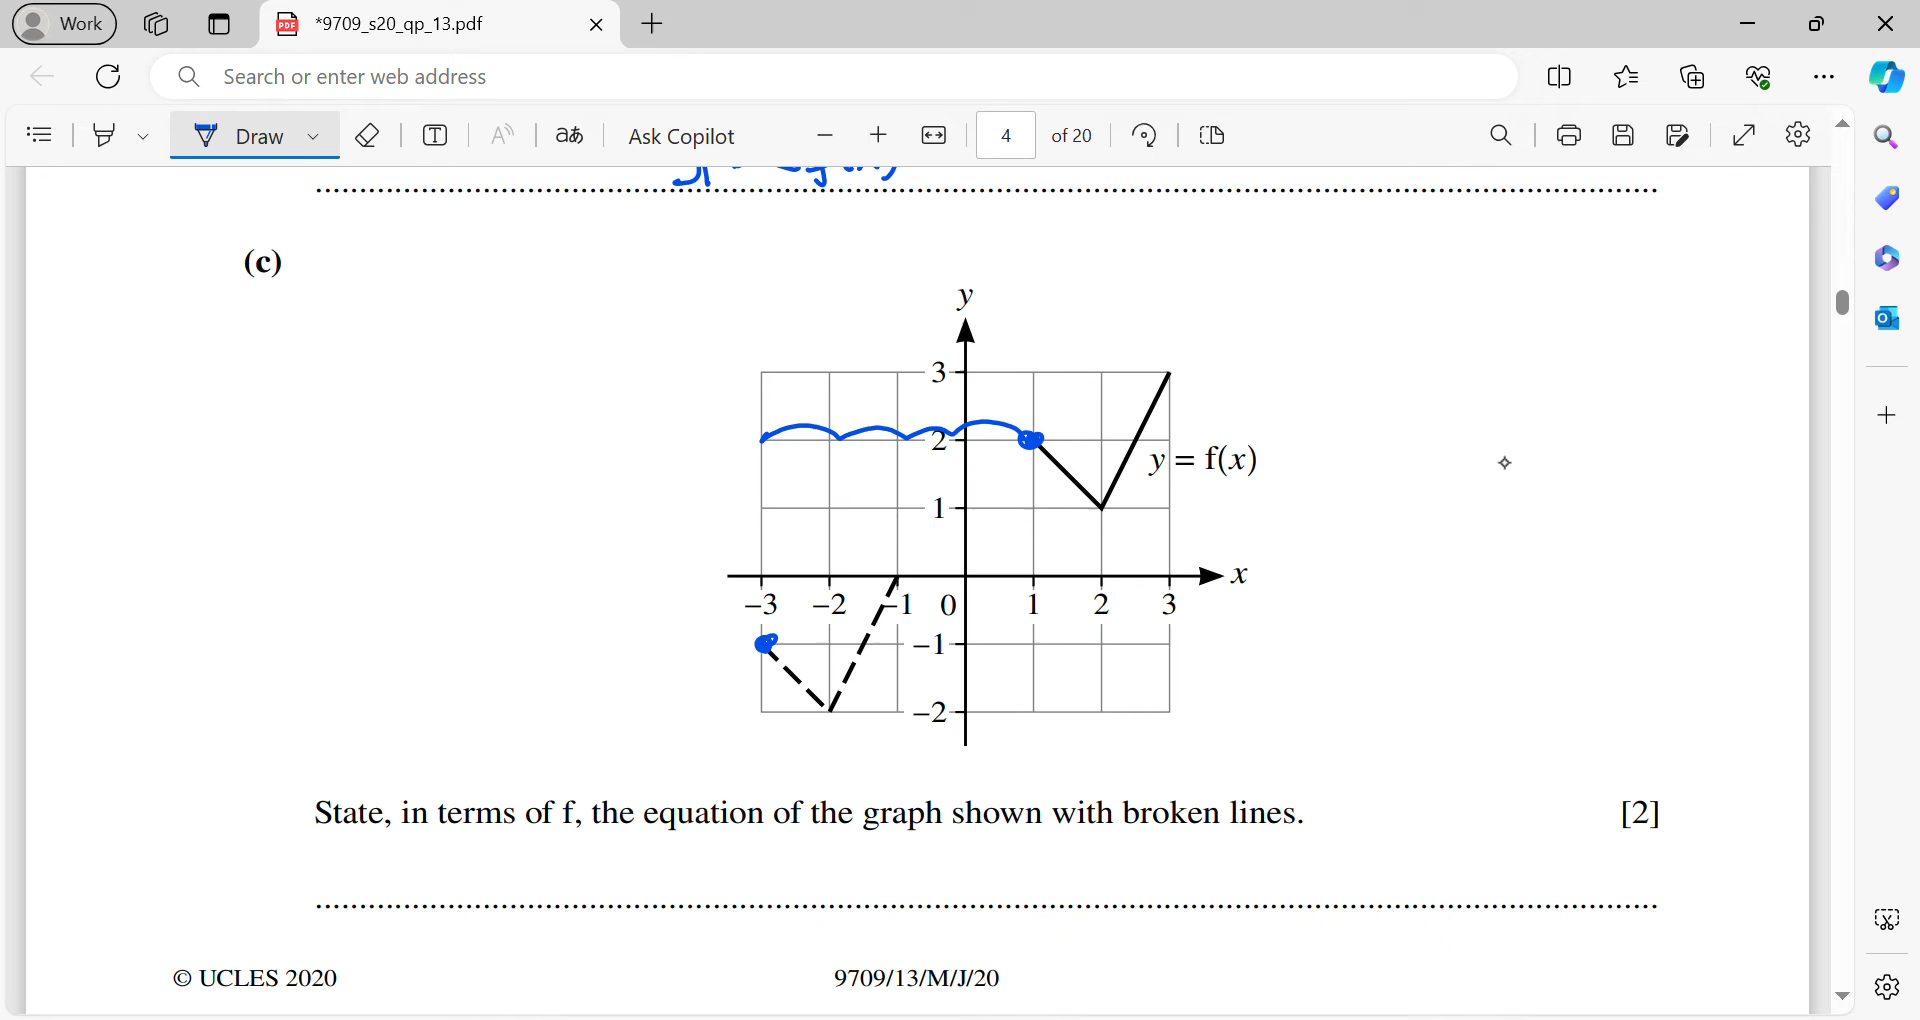 Work
*9709_s20_qp_13.pdf
Search or enter web address
Draw
T
A
aあ
Ask Copilot
4
of 20
(c)
y
3
2
y = f(x)
1
x
−3 −2 −1 0 1 2 3
−1
−2
State, in terms of f, the equation of the graph shown with broken lines. [2]
© UCLES 2020
9709/13/M/J/20